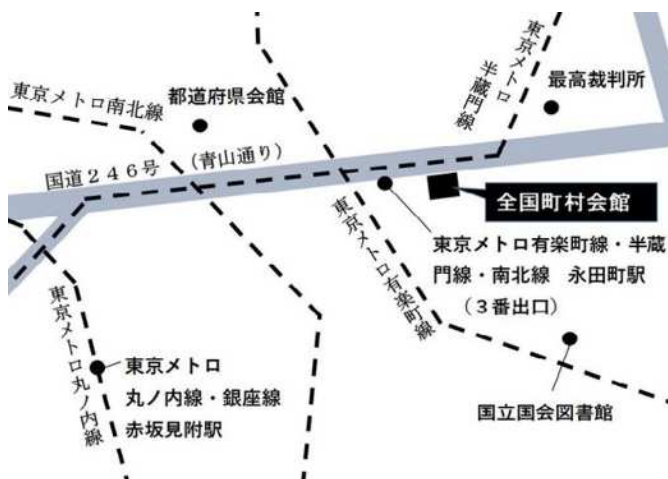 東京メトロ南北線
都道府県会館
東京メトロ
半蔵門線
最高裁判所
国道246号 (青山通り)
全国町村会館
東京メトロ有楽町線・半蔵
門線・南北線 永田町駅
(3番出口)
東京メトロ有楽町線
東京メトロ丸ノ内線
東京メトロ
丸ノ内線・銀座線
赤坂見附駅
国立国会図書館